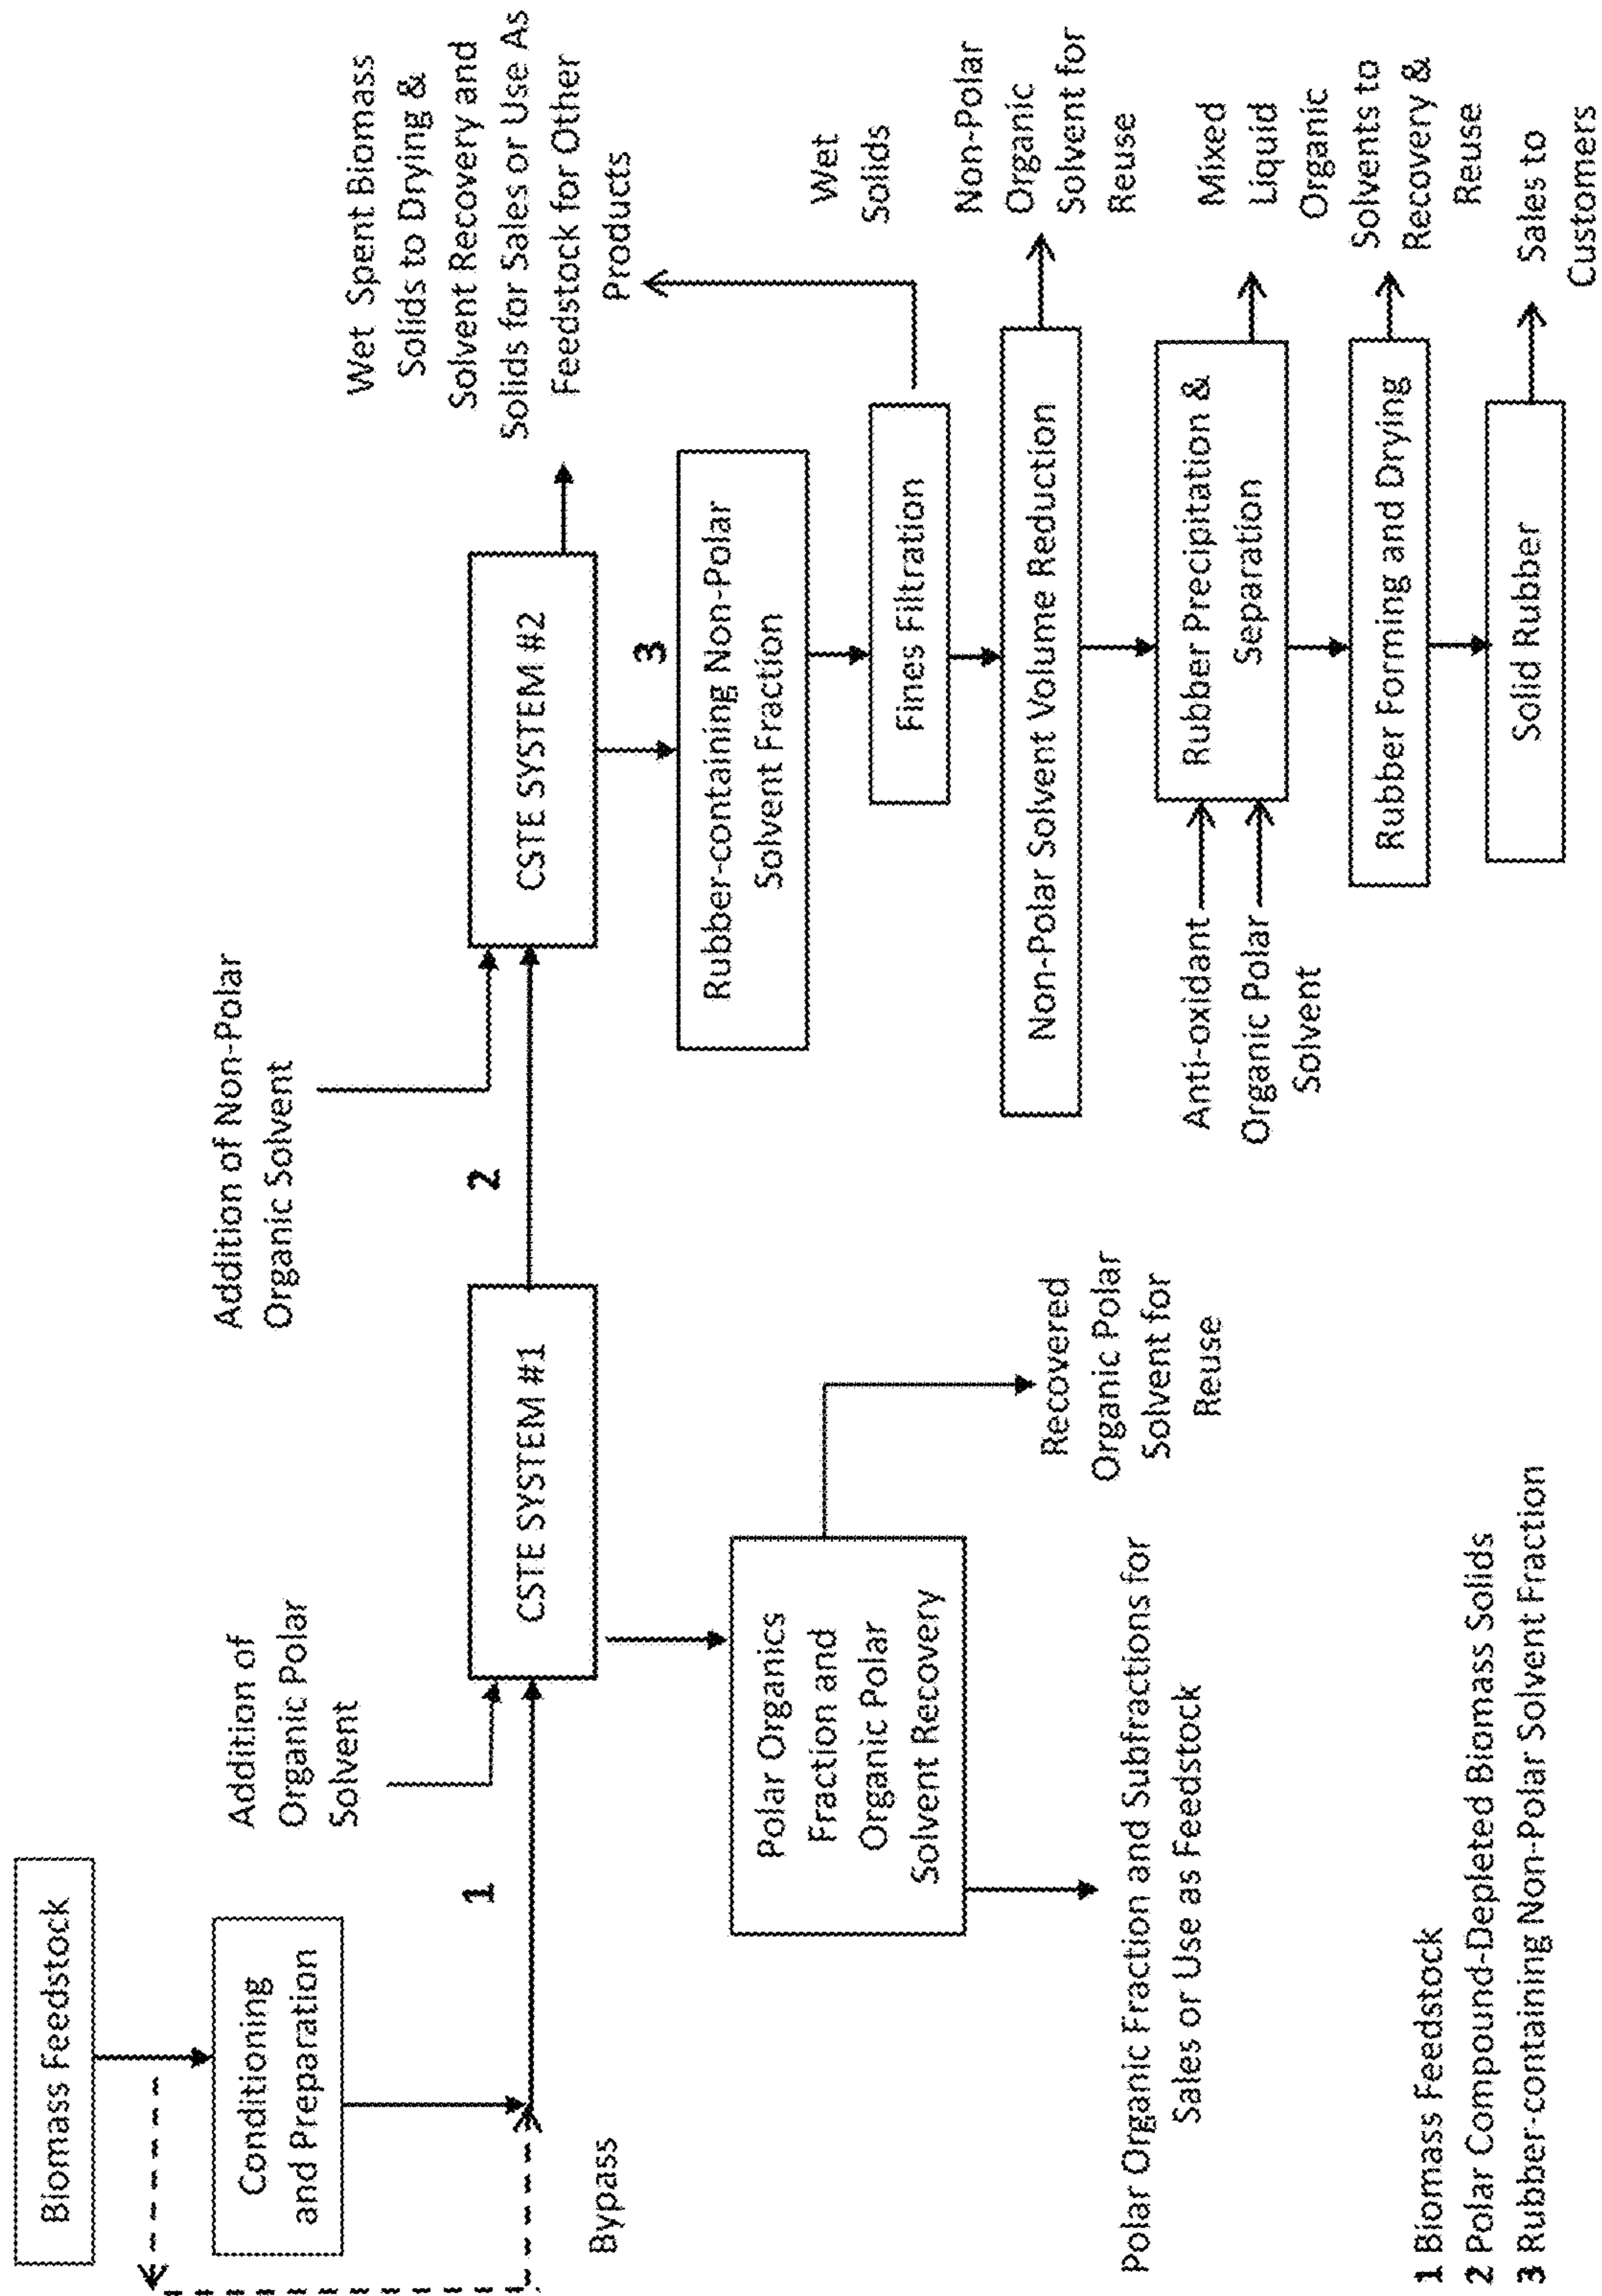 Biomass Feedstock
Conditioning
and Preparation
Bypass
1
Addition of
Organic Polar
Solvent
CSTE SYSTEM #1
Polar Organics
Fraction and
Organic Polar
Solvent Recovery
Recovered
Organic Polar
Solvent for
Reuse
Polar Organic Fraction and Subfractions for
Sales or Use as Feedstock
2
Addition of Non-Polar
Organic Solvent
CSTE SYSTEM #2
Wet Spent Biomass
Solids to Drying &
Solvent Recovery and
Solids for Sales or Use As
Feedstock for Other
Products
3
Rubber-containing Non-Polar
Solvent Fraction
Fines Filtration
Wet
Solids
Non-Polar Solvent Volume Reduction
Non-Polar
Organic
Solvent for
Reuse
Anti-oxidant
Organic Polar
Solvent
Rubber Precipitation &
Separation
Mixed
Liquid
Organic
Solvents to
Recovery &
Reuse
Rubber Forming and Drying
Solid Rubber
Sales to
Customers
1 Biomass Feedstock
2 Polar Compound-Depleted Biomass Solids
3 Rubber-containing Non-Polar Solvent Fraction